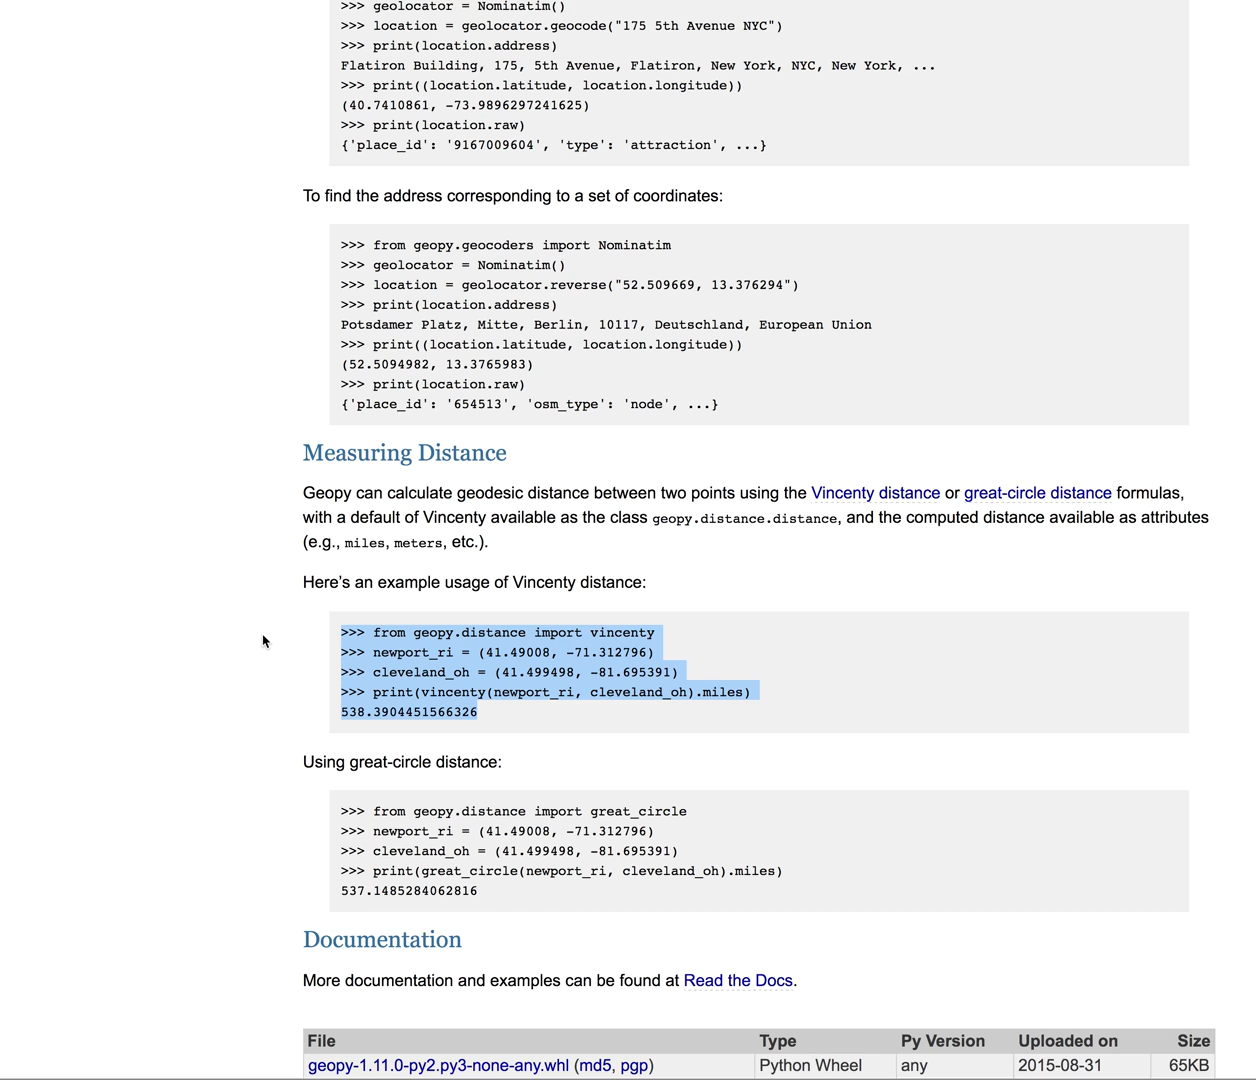 >>> geolocator = Nominatim()
>>> location = geolocator.geocode("175 5th Avenue NYC")
>>> print(location.address)
Flatiron Building, 175, 5th Avenue, Flatiron, New York, NYC, New York, ...
>>> print((location.latitude, location.longitude))
(40.7410861, -73.9896297241625)
>>> print(location.raw)
{'place_id': '9167009604', 'type': 'attraction', ...}
To find the address corresponding to a set of coordinates:
>>> from geopy.geocoders import Nominatim
>>> geolocator = Nominatim()
>>> location = geolocator.reverse("52.509669, 13.376294")
>>> print(location.address)
Potsdamer Platz, Mitte, Berlin, 10117, Deutschland, European Union
>>> print((location.latitude, location.longitude))
(52.5094982, 13.3765983)
>>> print(location.raw)
{'place_id': '654513', 'osm_type': 'node', ...}
Measuring Distance
Geopy can calculate geodesic distance between two points using the Vincenty distance or great-circle distance formulas,
with a default of Vincenty available as the class geopy.distance.distance, and the computed distance available as attributes
(e.g., miles, meters, etc.).
Here's an example usage of Vincenty distance:
>>> from geopy.distance import vincenty
>>> newport_ri = (41.49008, -71.312796)
>>> cleveland_oh = (41.499498, -81.695391)
>>> print(vincenty(newport_ri, cleveland_oh).miles)
538.3904451566326
Using great-circle distance:
>>> from geopy.distance import great_circle
>>> newport_ri = (41.49008, -71.312796)
>>> cleveland_oh = (41.499498, -81.695391)
>>> print(great_circle(newport_ri, cleveland_oh).miles)
537.1485284062816
Documentation
More documentation and examples can be found at Read the Docs.
File Type Py Version Uploaded on Size
geopy-1.11.0-py2.py3-none-any.whl (md5, pgp) Python Wheel any 2015-08-31 65KB